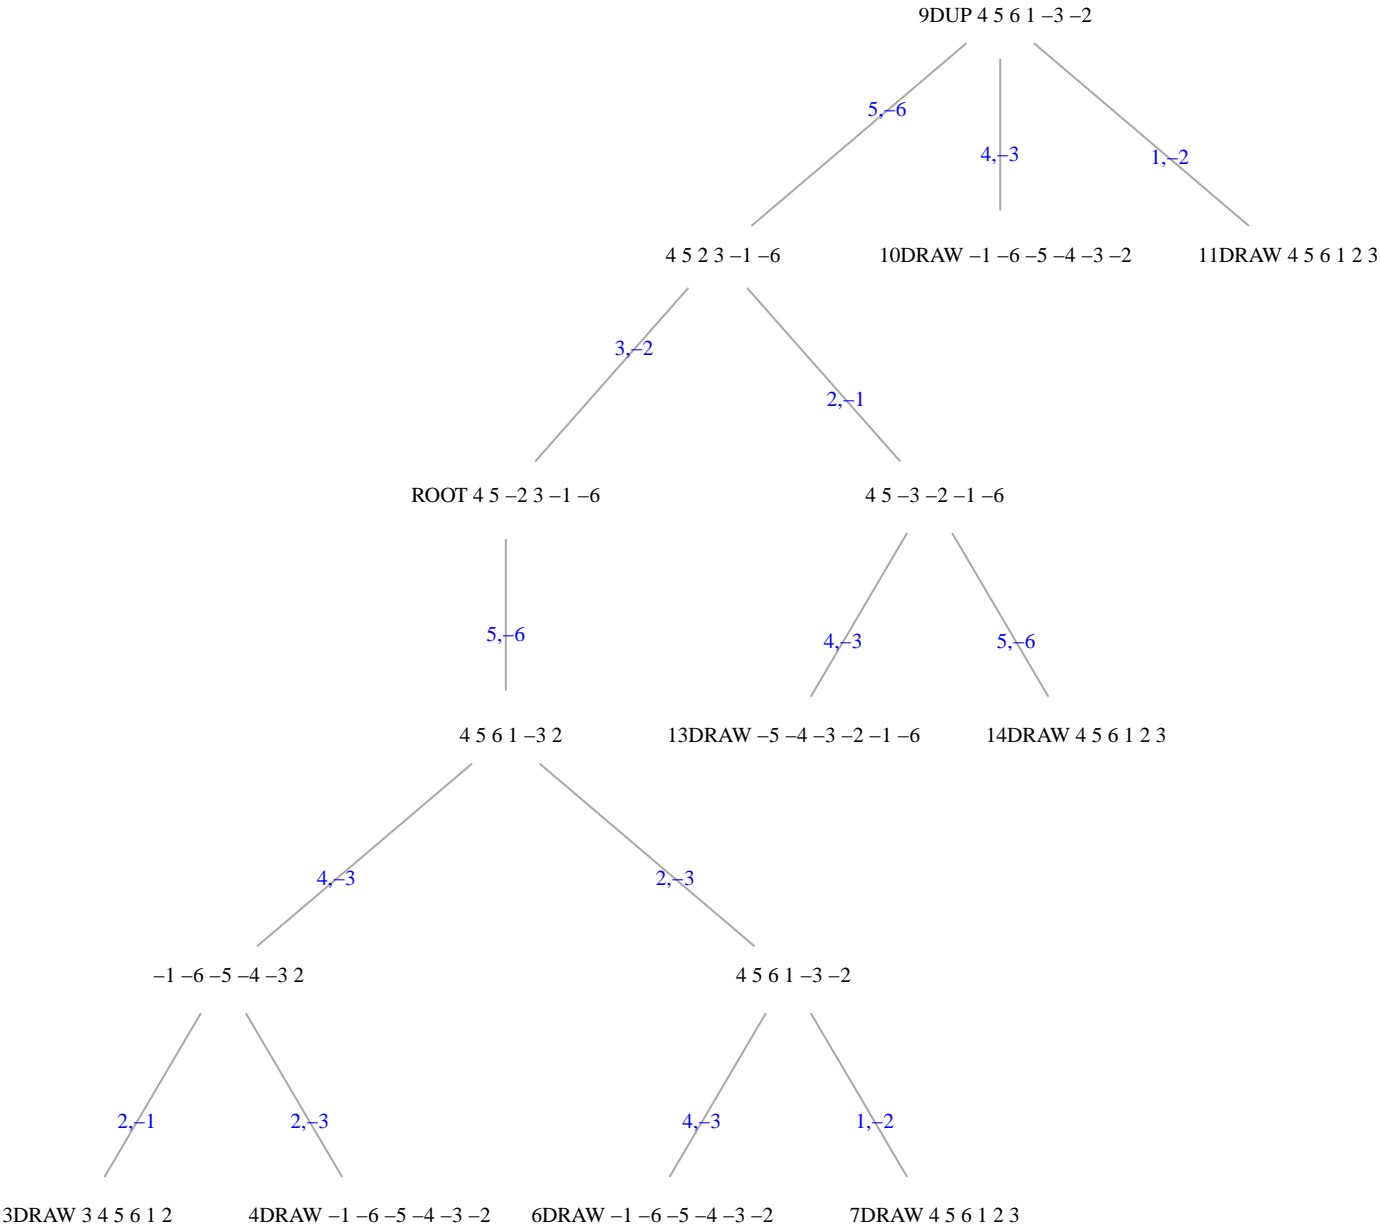 9DUP 4 5 6 1 −3 −2
5,−6
4,−3
1,−2
4 5 2 3 −1 −6
10DRAW −1 −6 −5 −4 −3 −2
11DRAW 4 5 6 1 2 3
3,−2
2,−1
ROOT 4 5 −2 3 −1 −6
4 5 −3 −2 −1 −6
5,−6
4,−3
5,−6
4 5 6 1 −3 2
13DRAW −5 −4 −3 −2 −1 −6
14DRAW 4 5 6 1 2 3
4,−3
2,−3
−1 −6 −5 −4 −3 2
4 5 6 1 −3 −2
2,−1
2,−3
4,−3
1,−2
3DRAW 3 4 5 6 1 2
4DRAW −1 −6 −5 −4 −3 −2
6DRAW −1 −6 −5 −4 −3 −2
7DRAW 4 5 6 1 2 3